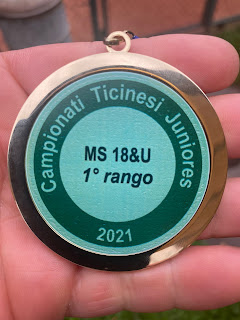 Campionati Ticinesi Juniores
MS 18&U
1° rango
2021